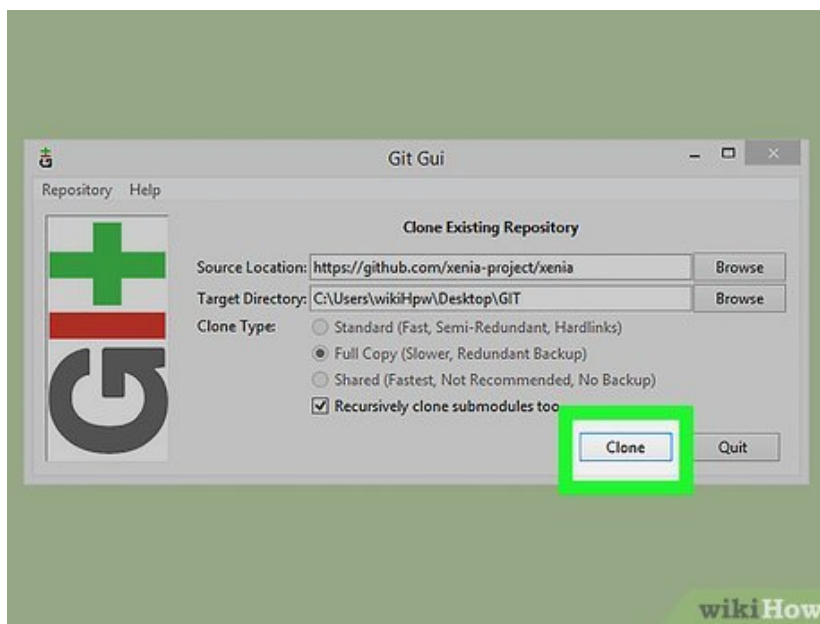 Git Gui
Repository Help
Clone Existing Repository
Source Location: https://github.com/xenia-project/xenia Browse
Target Directory: C:\Users\wikiHpw\Desktop\GIT Browse
Clone Type: Standard (Fast, Semi-Redundant, Hardlinks)
Full Copy (Slower, Redundant Backup)
Shared (Fastest, Not Recommended, No Backup)
Recursively clone submodules too
Clone Quit
GIT
wikiHow